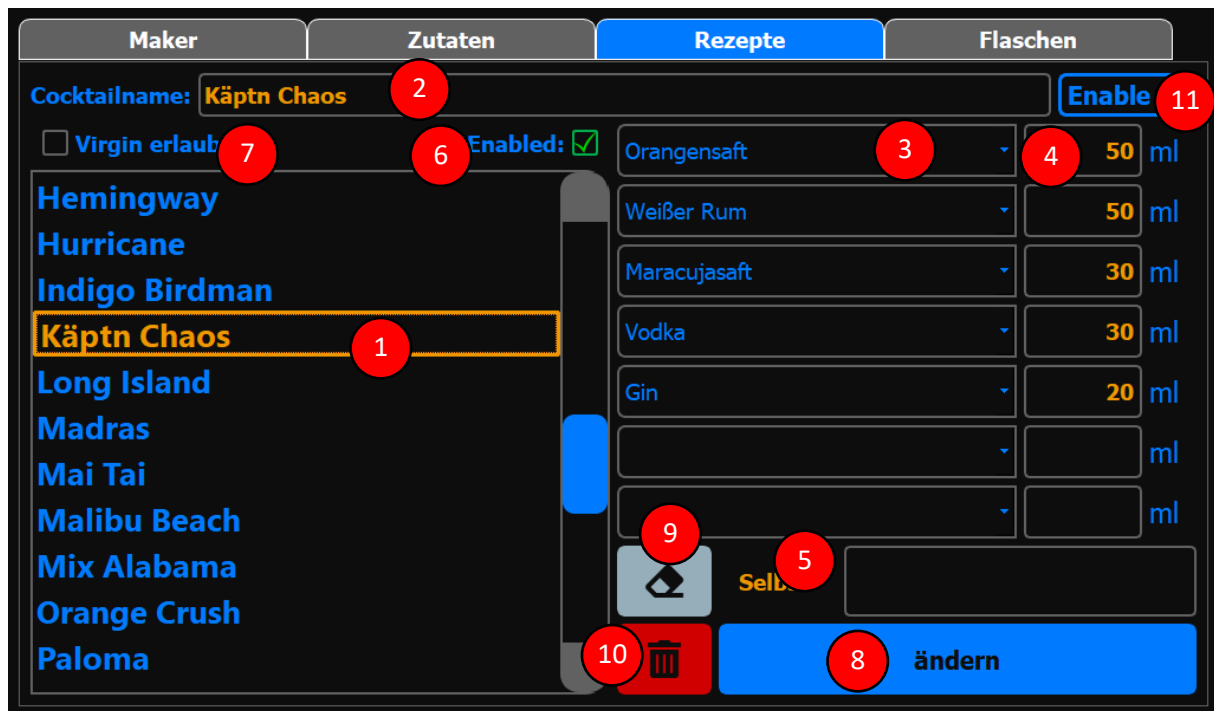 Maker Zutaten Rezepte Flaschen
Cocktailname: Käptn Chaos 2 Enable 11
Virgin 7 6 Enabled: Orangensaft 3 4 50 ml
Hemingway Weißer Rum 50 ml
Hurricane
Indigo Birdman Maracujasaft 30 ml
Käptn Chaos 1 Vodka 30 ml
Long Island Gin 20 ml
Madras ml
Mai Tai
Malibu Beach ml
9
Mix Alabama 5
Orange Crush
Paloma 10 8 ändern